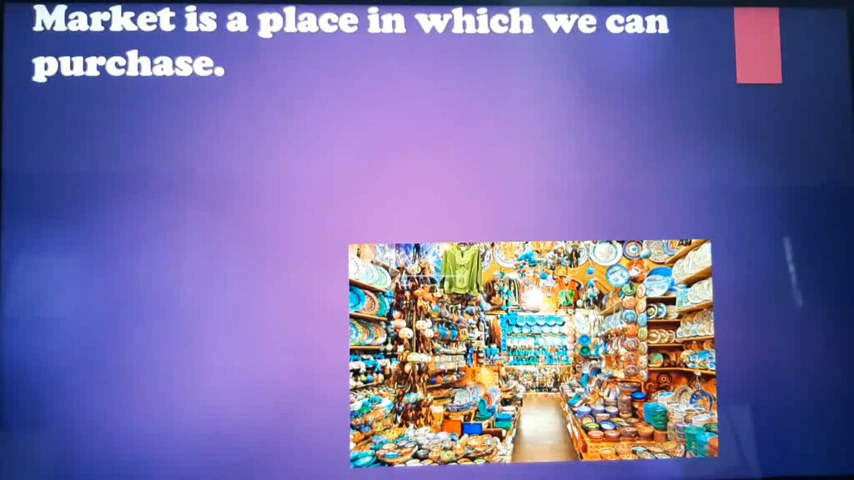 Market is a place in which we can
purchase.